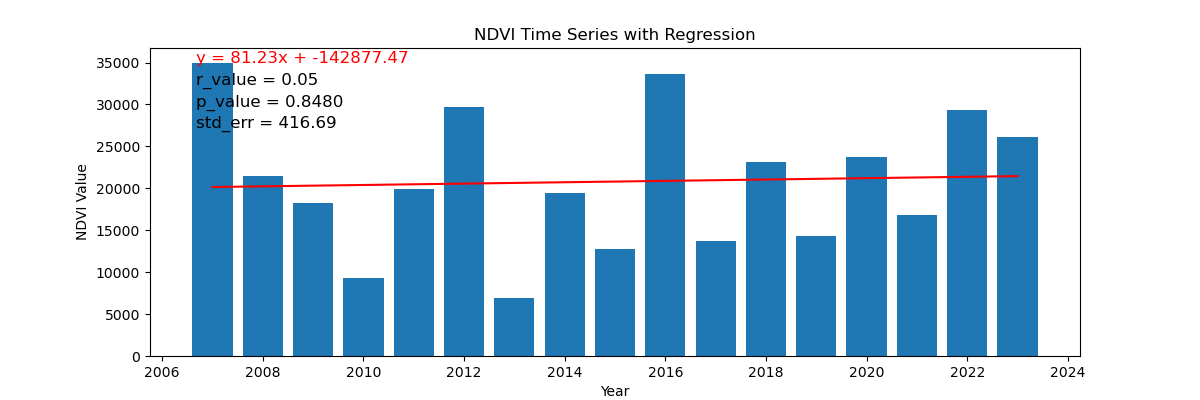 NDVI Time Series with Regression
y = 81.23x + -142877.47
r_value = 0.05
p_value = 0.8480
std_err = 416.69
35000
30000
25000
20000
15000
10000
5000
0
NDVI Value
2006 2008 2010 2012 2014 2016 2018 2020 2022 2024
Year